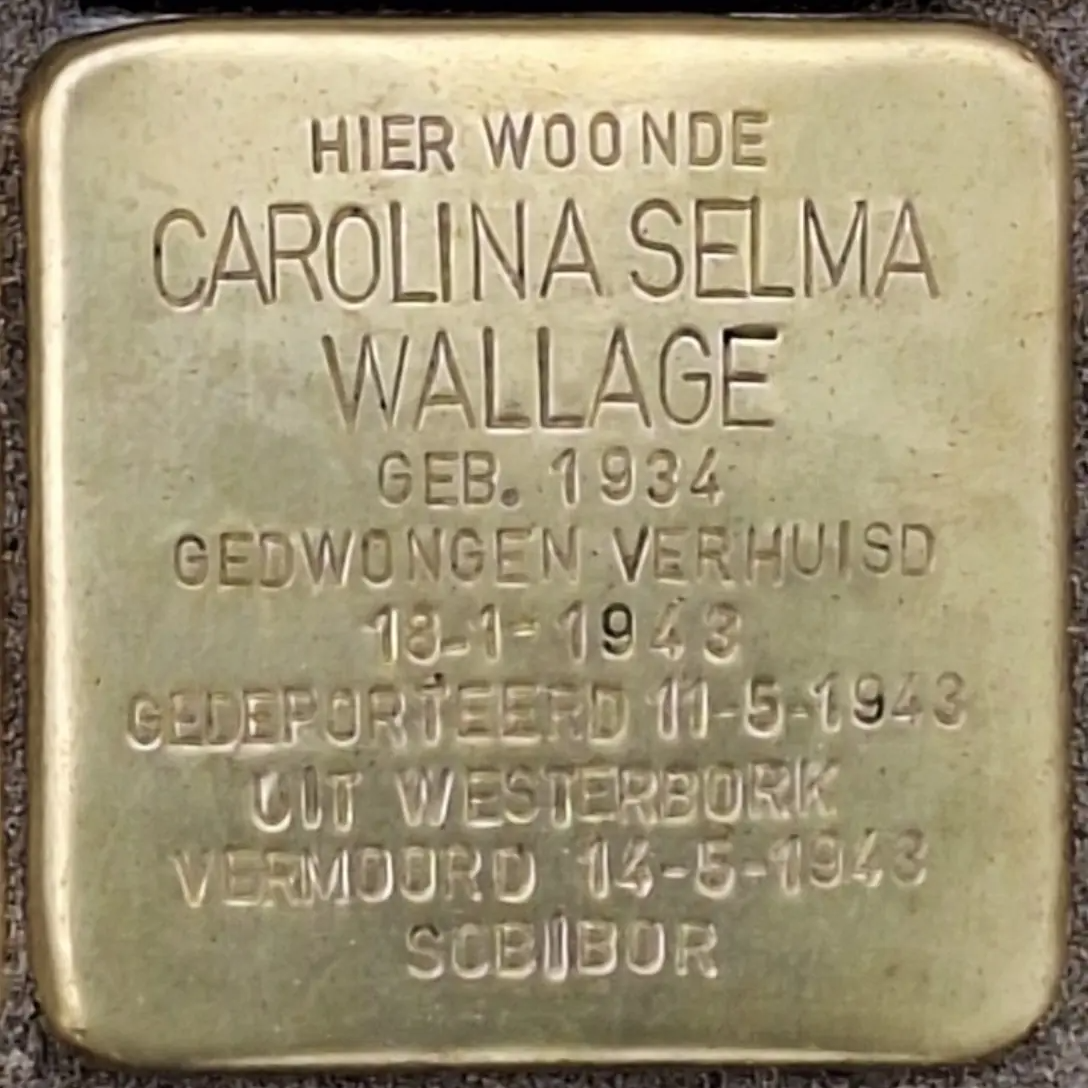 HIER WOONDE
CAROLINA SELMA
WALLAGE
GEB. 1934
GEDWONGEN VERHUISD
18-1-1943
GEDEPORTEERD 11-5-1943
UIT WESTERBORK
VERMOORD 14-5-1943
SOBIBOR